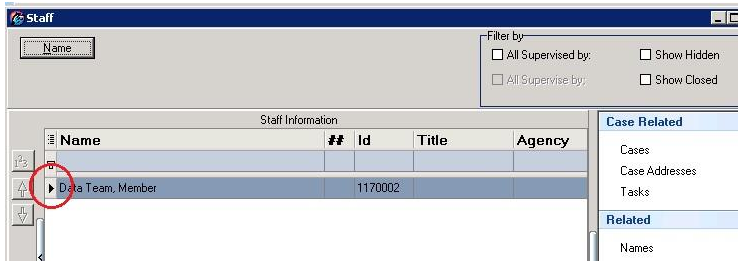 Staff
Name
Filter by
All Supervised by:
Show Hidden
All Supervise by:
Show Closed
Staff Information
Name ## Id Title Agency
1²3
Data Team, Member 1170002
Case Related
Cases
Case Addresses
Tasks
Related
Names